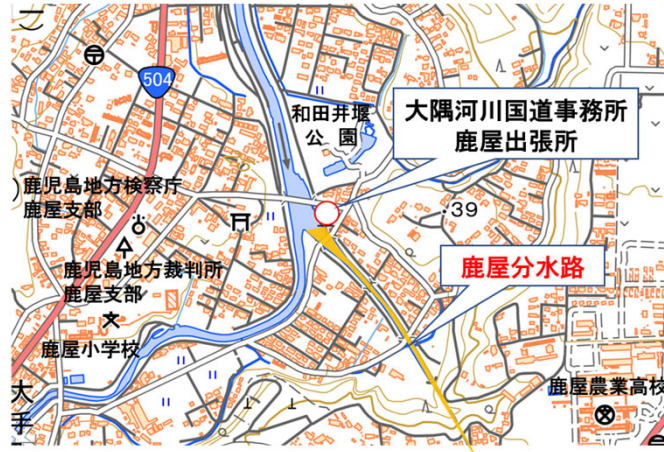 504
和田井堰
公園
大隅河川国道事務所
鹿屋出張所
鹿児島地方検察庁
鹿屋支部
39
鹿児島地方裁判所
鹿屋支部
鹿屋分水路
鹿屋小学校
鹿屋農業高校
大手